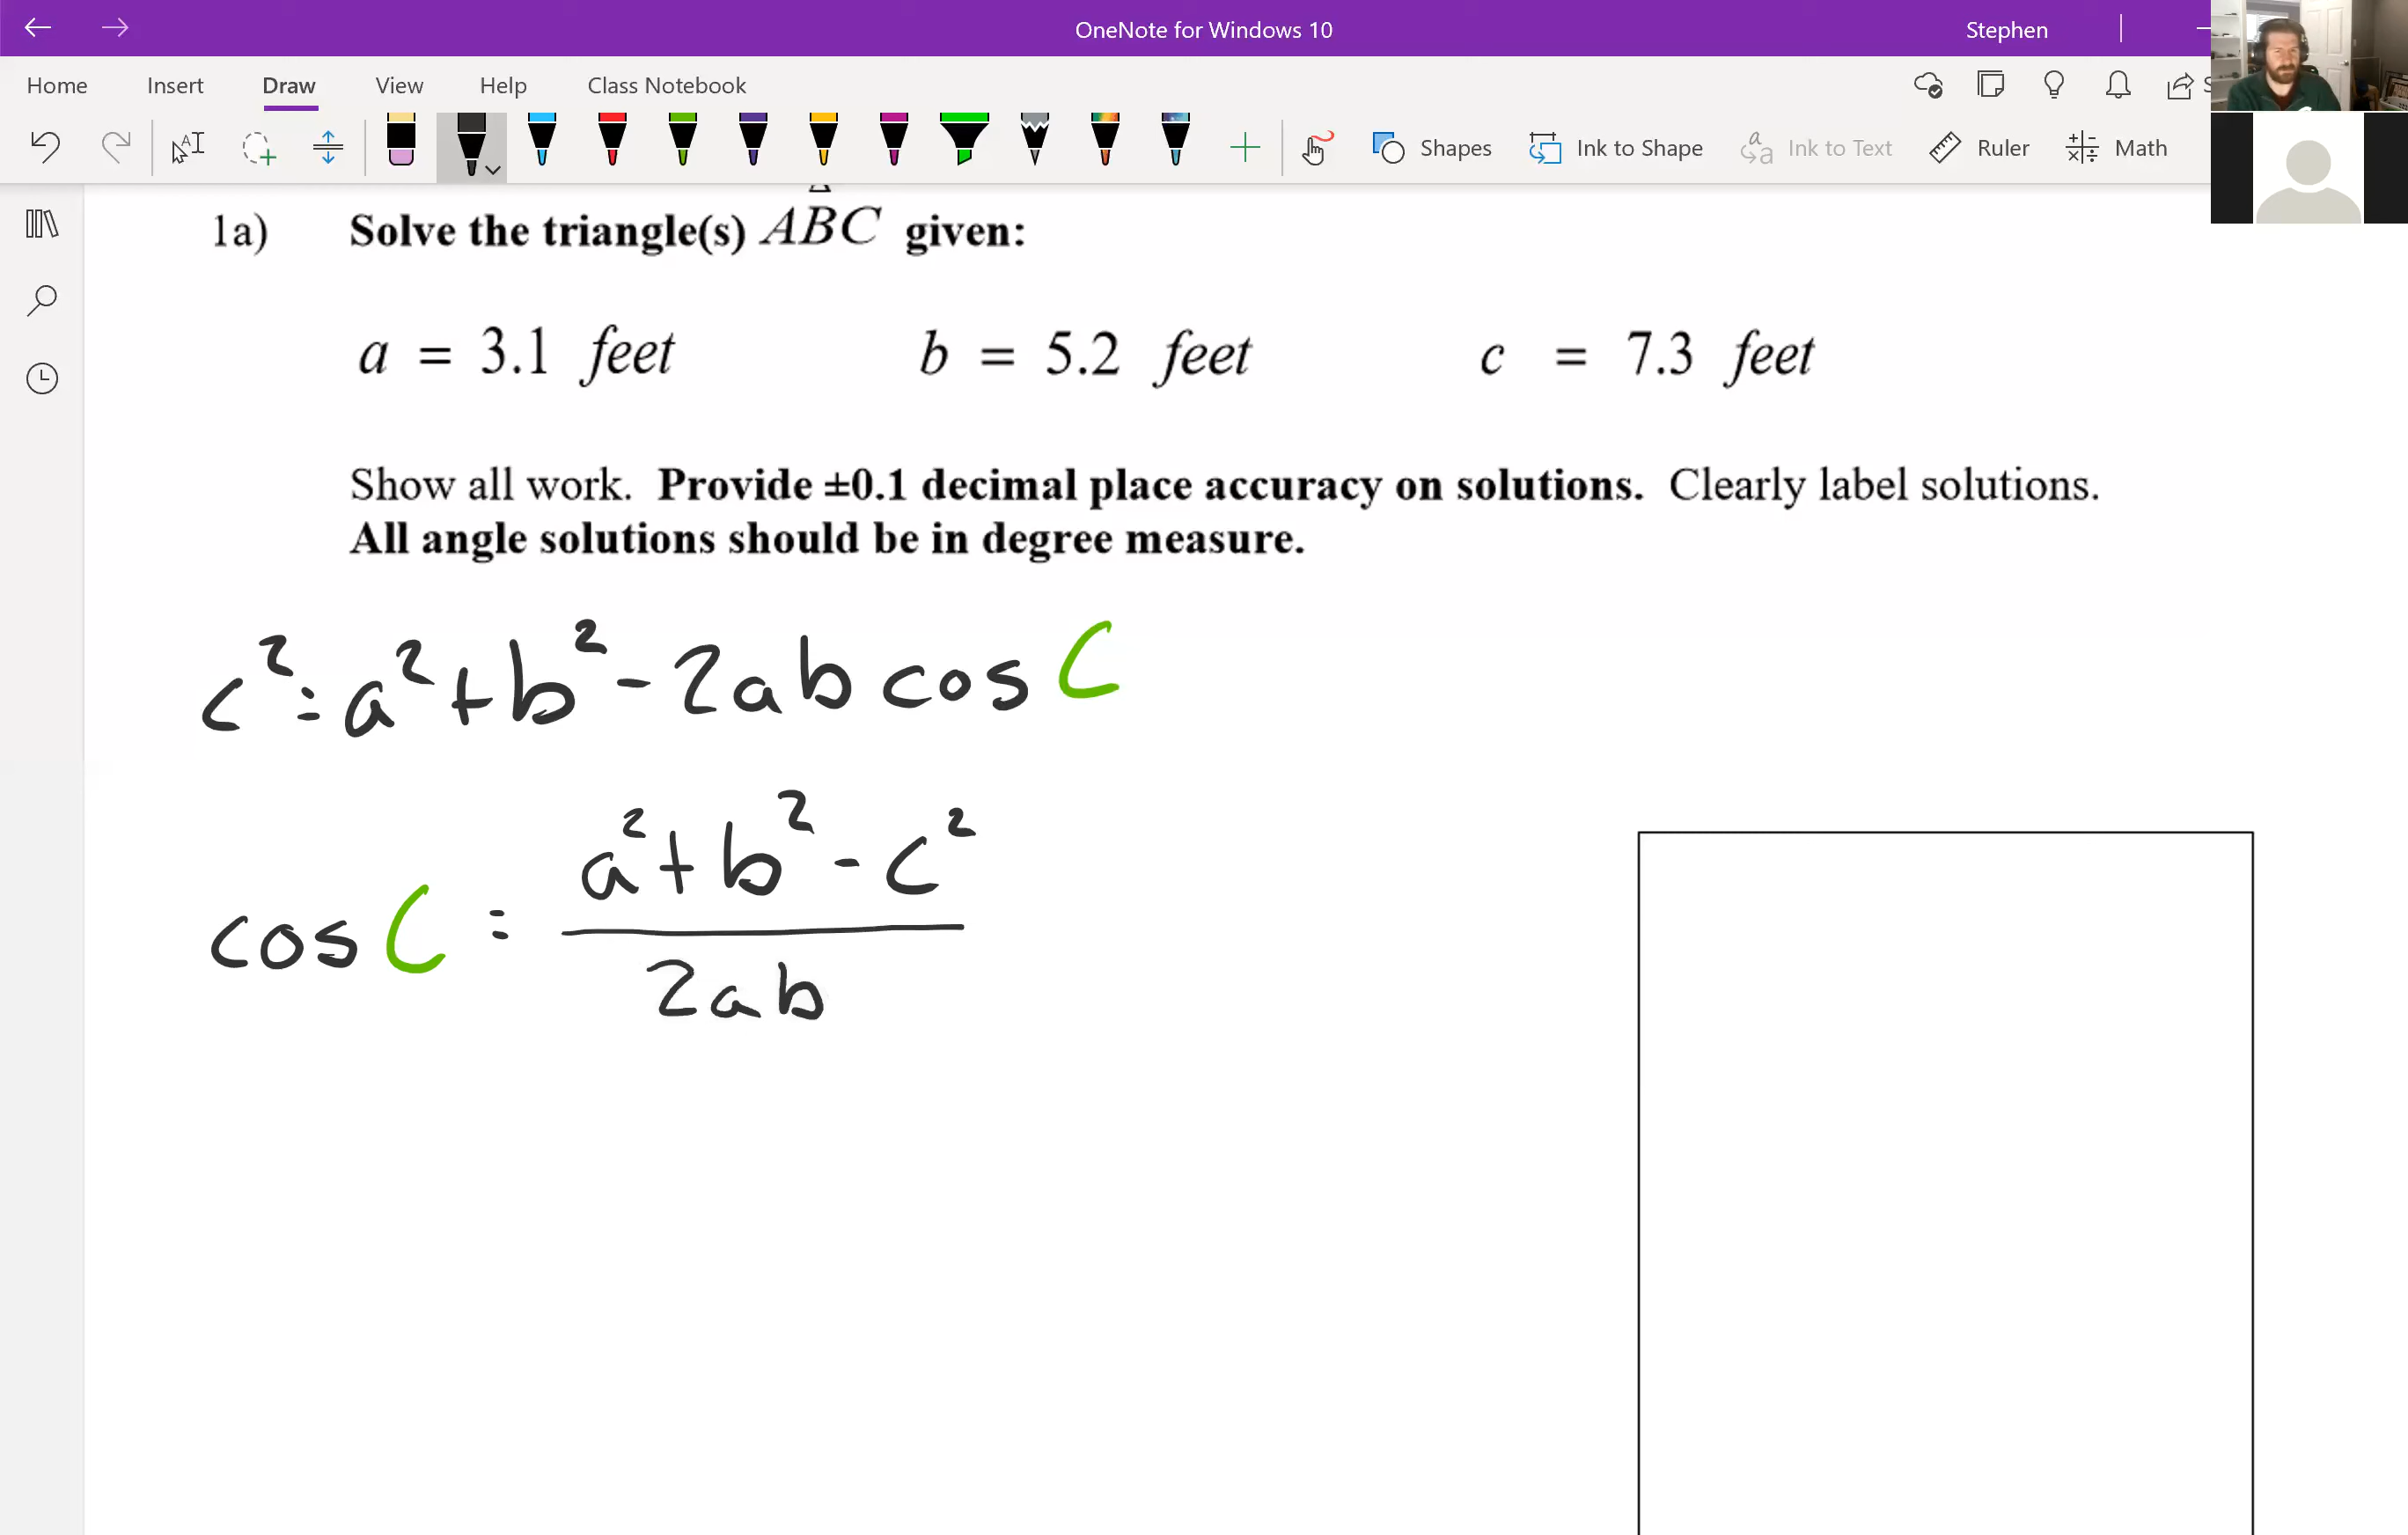 OneNote for Windows 10
Stephen
Home Insert Draw View Help Class Notebook
Shapes Ink to Shape Ink to Text Ruler Math
1a) Solve the triangle(s) ABC given:
a = 3.1 feet b = 5.2 feet c = 7.3 feet
Show all work. Provide ±0.1 decimal place accuracy on solutions. Clearly label solutions.
All angle solutions should be in degree measure.
c² = a² + b² - 2ab cos C
cos C = (a² + b² - c²) / 2ab